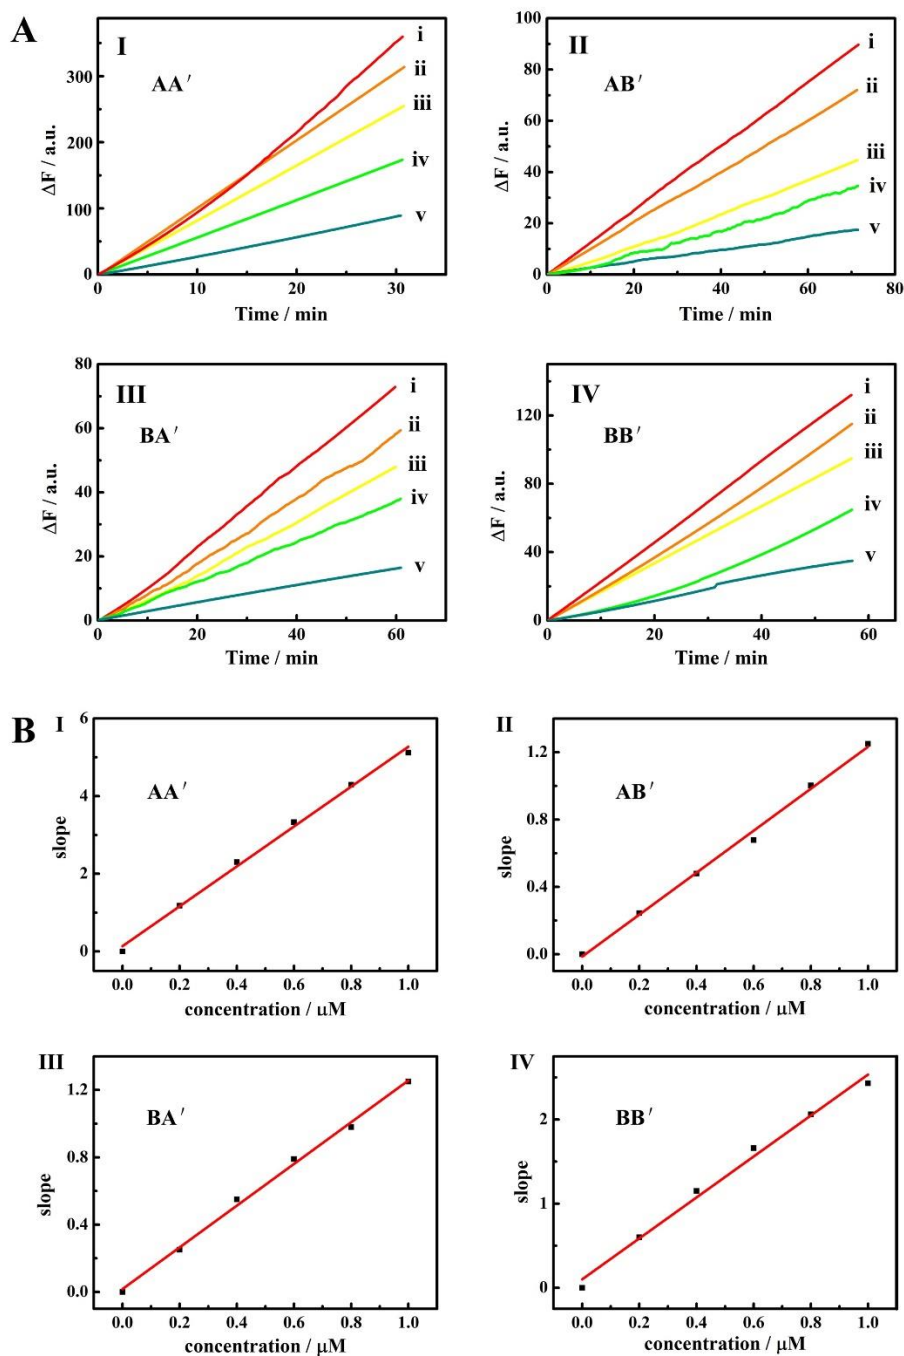 A
I
AA′
i
ii
iii
iv
v
300
200
100
0
0 10 20 30
ΔF / a.u.
Time / min
II
AB′
i
ii
iii
iv
v
100
80
60
40
20
0
0 20 40 60 80
ΔF / a.u.
Time / min
III
BA′
i
ii
iii
iv
v
80
60
40
20
0
0 20 40 60
ΔF / a.u.
Time / min
IV
BB′
i
ii
iii
iv
v
120
80
40
0
0 20 40 60
ΔF / a.u.
Time / min
B
I
AA′
6
4
2
0
0.0 0.2 0.4 0.6 0.8 1.0
slope
concentration / μM
II
AB′
1.2
0.8
0.4
0.0
0.0 0.2 0.4 0.6 0.8 1.0
slope
concentration / μM
III
BA′
1.2
0.8
0.4
0.0
0.0 0.2 0.4 0.6 0.8 1.0
slope
concentration / μM
IV
BB′
2
1
0
0.0 0.2 0.4 0.6 0.8 1.0
slope
concentration / μM